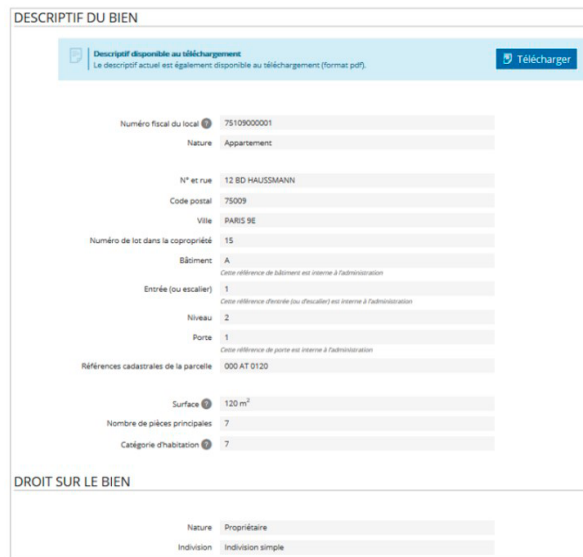 DESCRIPTIF DU BIEN
Descriptif disponible au téléchargement
Le descriptif actuel est également disponible au téléchargement (format pdf).
Télécharger
Numéro fiscal du local ? 75109000001
Nature Appartement
N° et rue 12 BD HAUSSMANN
Code postal 75009
Ville PARIS 9E
Numéro de lot dans la copropriété 15
Bâtiment A
Cette référence de bâtiment est interne à l'administration
Entrée (ou escalier) 1
Cette référence d'entrée (ou d'escalier) est interne à l'administration
Niveau 2
Porte 1
Cette référence de porte est interne à l'administration
Références cadastrales de la parcelle 000 AT 0120
Surface ? 120 m²
Nombre de pièces principales 7
Catégorie d'habitation ? 7
DROIT SUR LE BIEN
Nature Propriétaire
Indivision Indivision simple